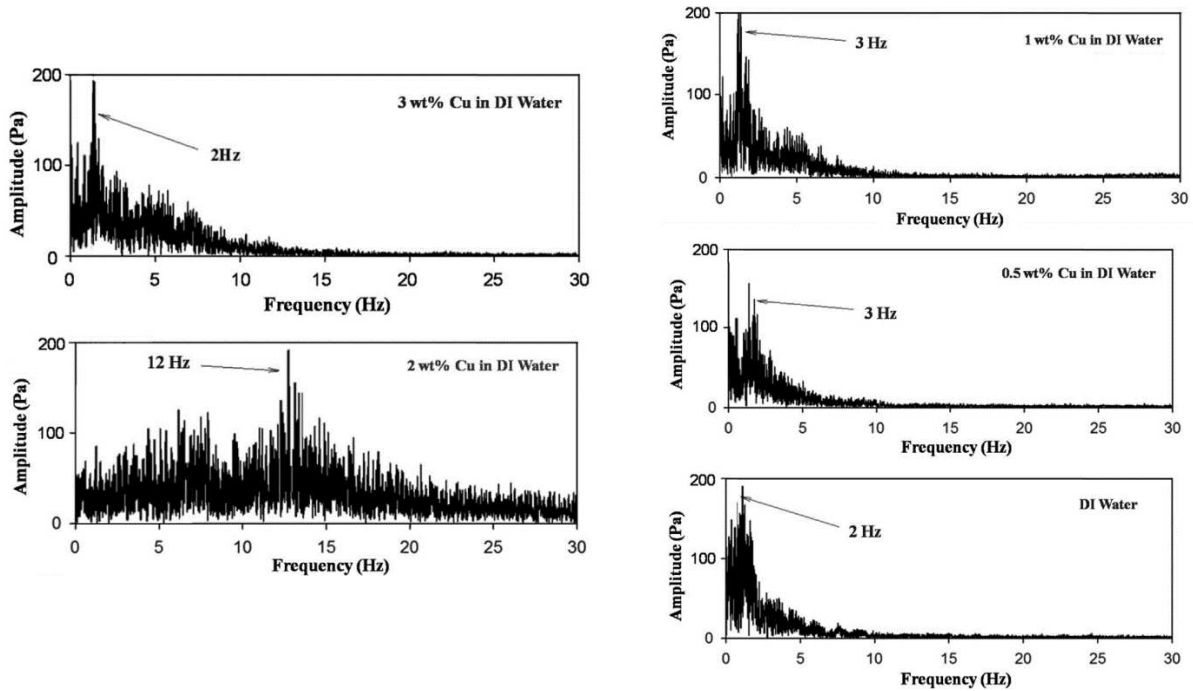 200
3 wt% Cu in DI Water
Amplitude (Pa)
2Hz
100
0
0 5 10 15 20 25 30
Frequency (Hz)
200
12 Hz
2 wt% Cu in DI Water
Amplitude (Pa)
100
0
0 5 10 15 20 25 30
Frequency (Hz)
200
3 Hz
1 wt% Cu in DI Water
Amplitude (Pa)
100
0
0 5 10 15 20 25 30
Frequency (Hz)
200
0.5 wt% Cu in DI Water
Amplitude (Pa)
3 Hz
100
0
0 5 10 15 20 25 30
Frequency (Hz)
200
DI Water
Amplitude (Pa)
2 Hz
100
0
0 5 10 15 20 25 30
Frequency (Hz)